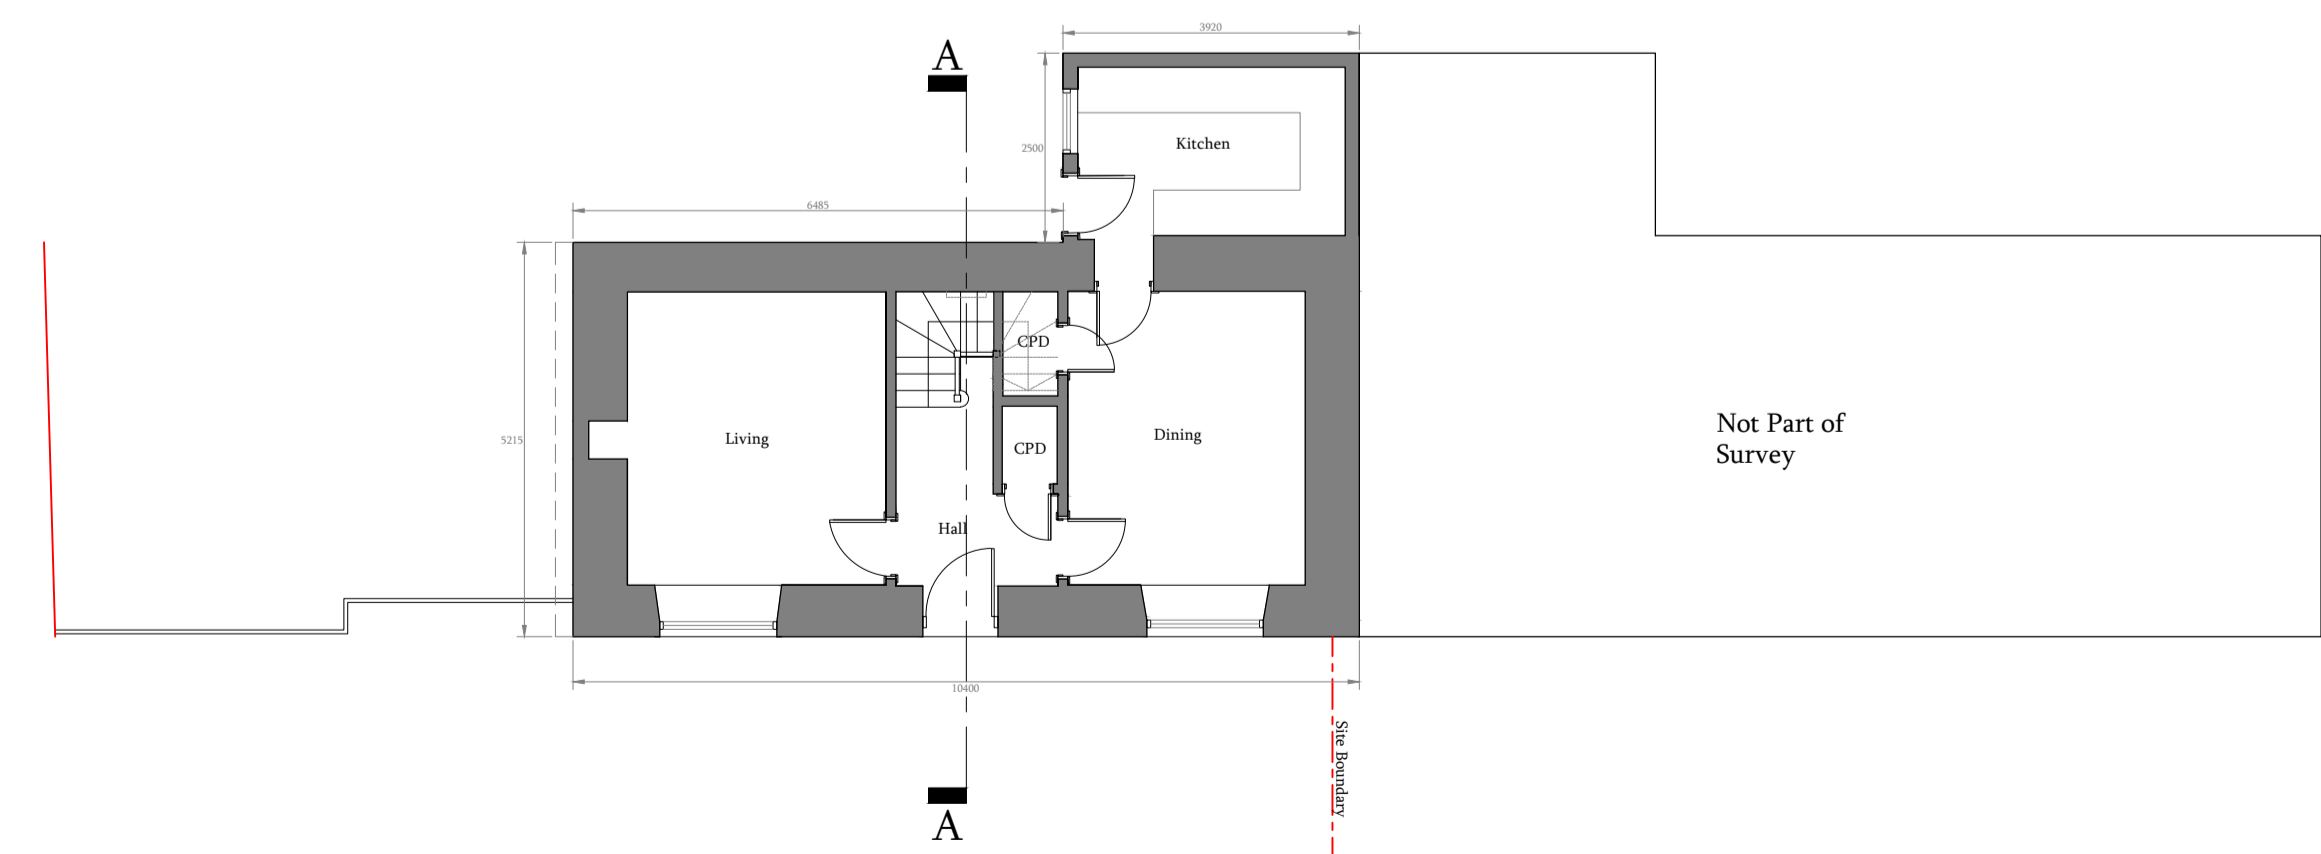 3920
A
2500
Kitchen
6485
CPD
5215
Living
CPD
Dining
Not Part of
Survey
Hall
10400
Site Boundary
A